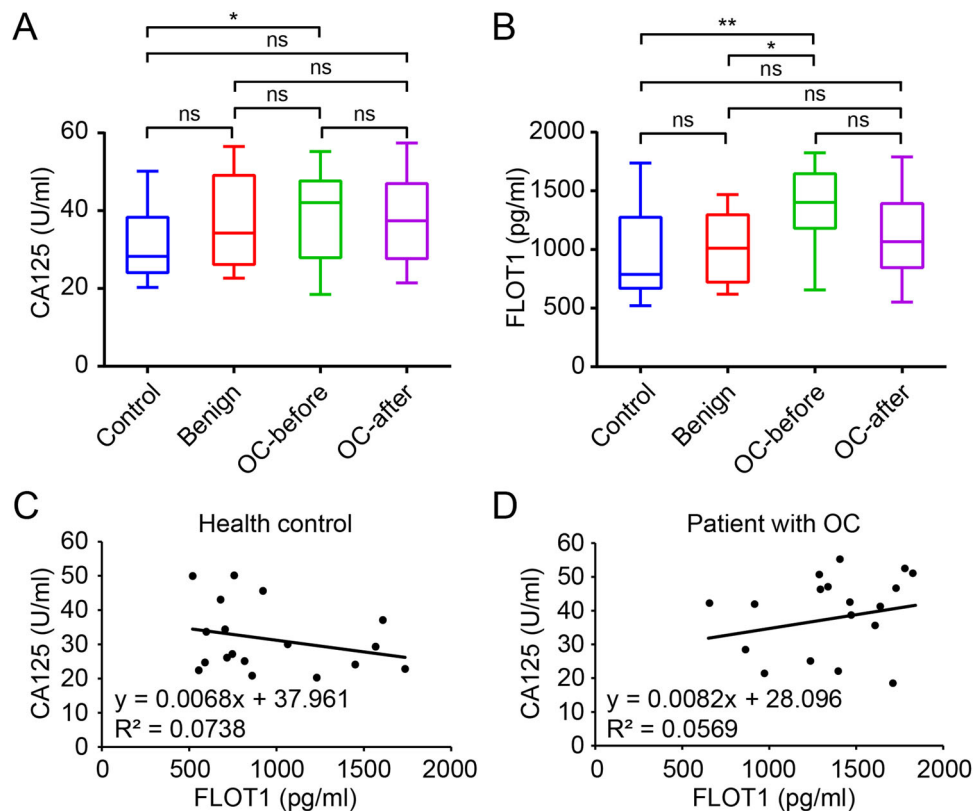 A
*
ns
ns
ns
ns
ns
CA125 (U/ml)
60
40
20
0
Control
Benign
OC-before
OC-after
B
**
*
ns
ns
ns
ns
FLOT1 (pg/ml)
2000
1500
1000
500
0
Control
Benign
OC-before
OC-after
C
Health control
CA125 (U/ml)
60
50
40
30
20
10
0
y = 0.0068x + 37.961
R² = 0.0738
0
500
1000
1500
2000
FLOT1 (pg/ml)
D
Patient with OC
CA125 (U/ml)
60
50
40
30
20
10
0
y = 0.0082x + 28.096
R² = 0.0569
0
500
1000
1500
2000
FLOT1 (pg/ml)